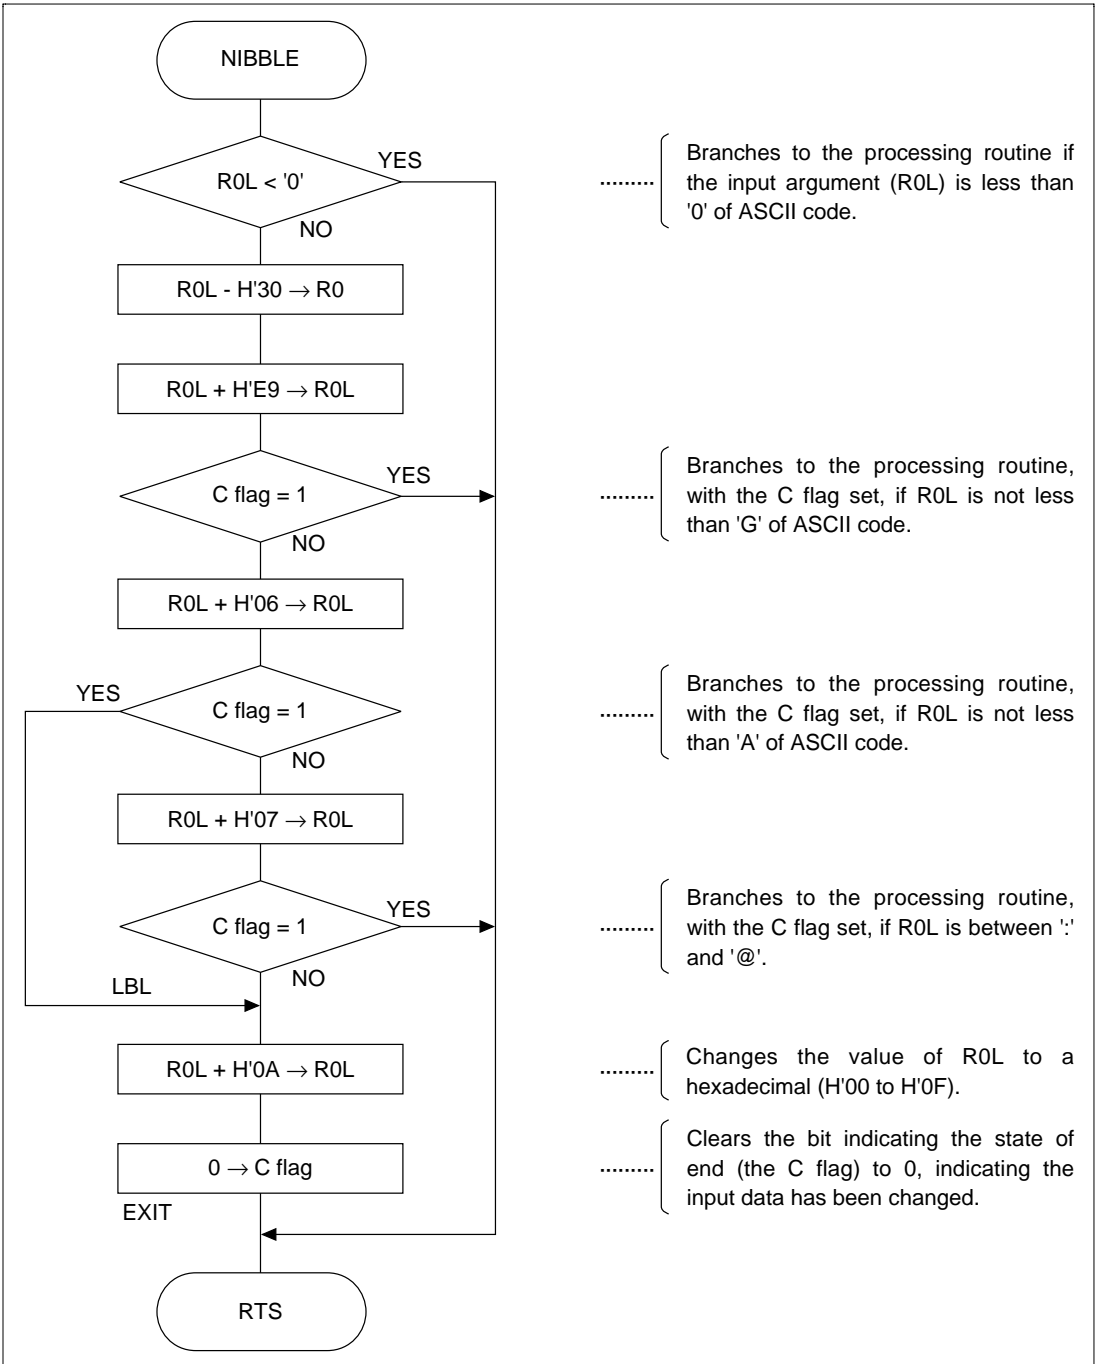 NIBBLE
R0L < '0'
YES
NO
Branches to the processing routine if
the input argument (R0L) is less than
'0' of ASCII code.
R0L - H'30 → R0
R0L + H'E9 → R0L
C flag = 1
YES
NO
Branches to the processing routine,
with the C flag set, if R0L is not less
than 'G' of ASCII code.
R0L + H'06 → R0L
YES
C flag = 1
NO
Branches to the processing routine,
with the C flag set, if R0L is not less
than 'A' of ASCII code.
R0L + H'07 → R0L
C flag = 1
YES
NO
Branches to the processing routine,
with the C flag set, if R0L is between ':'
and '@'.
LBL
R0L + H'0A → R0L
Changes the value of R0L to a
hexadecimal (H'00 to H'0F).
0 → C flag
Clears the bit indicating the state of
end (the C flag) to 0, indicating the
input data has been changed.
EXIT
RTS